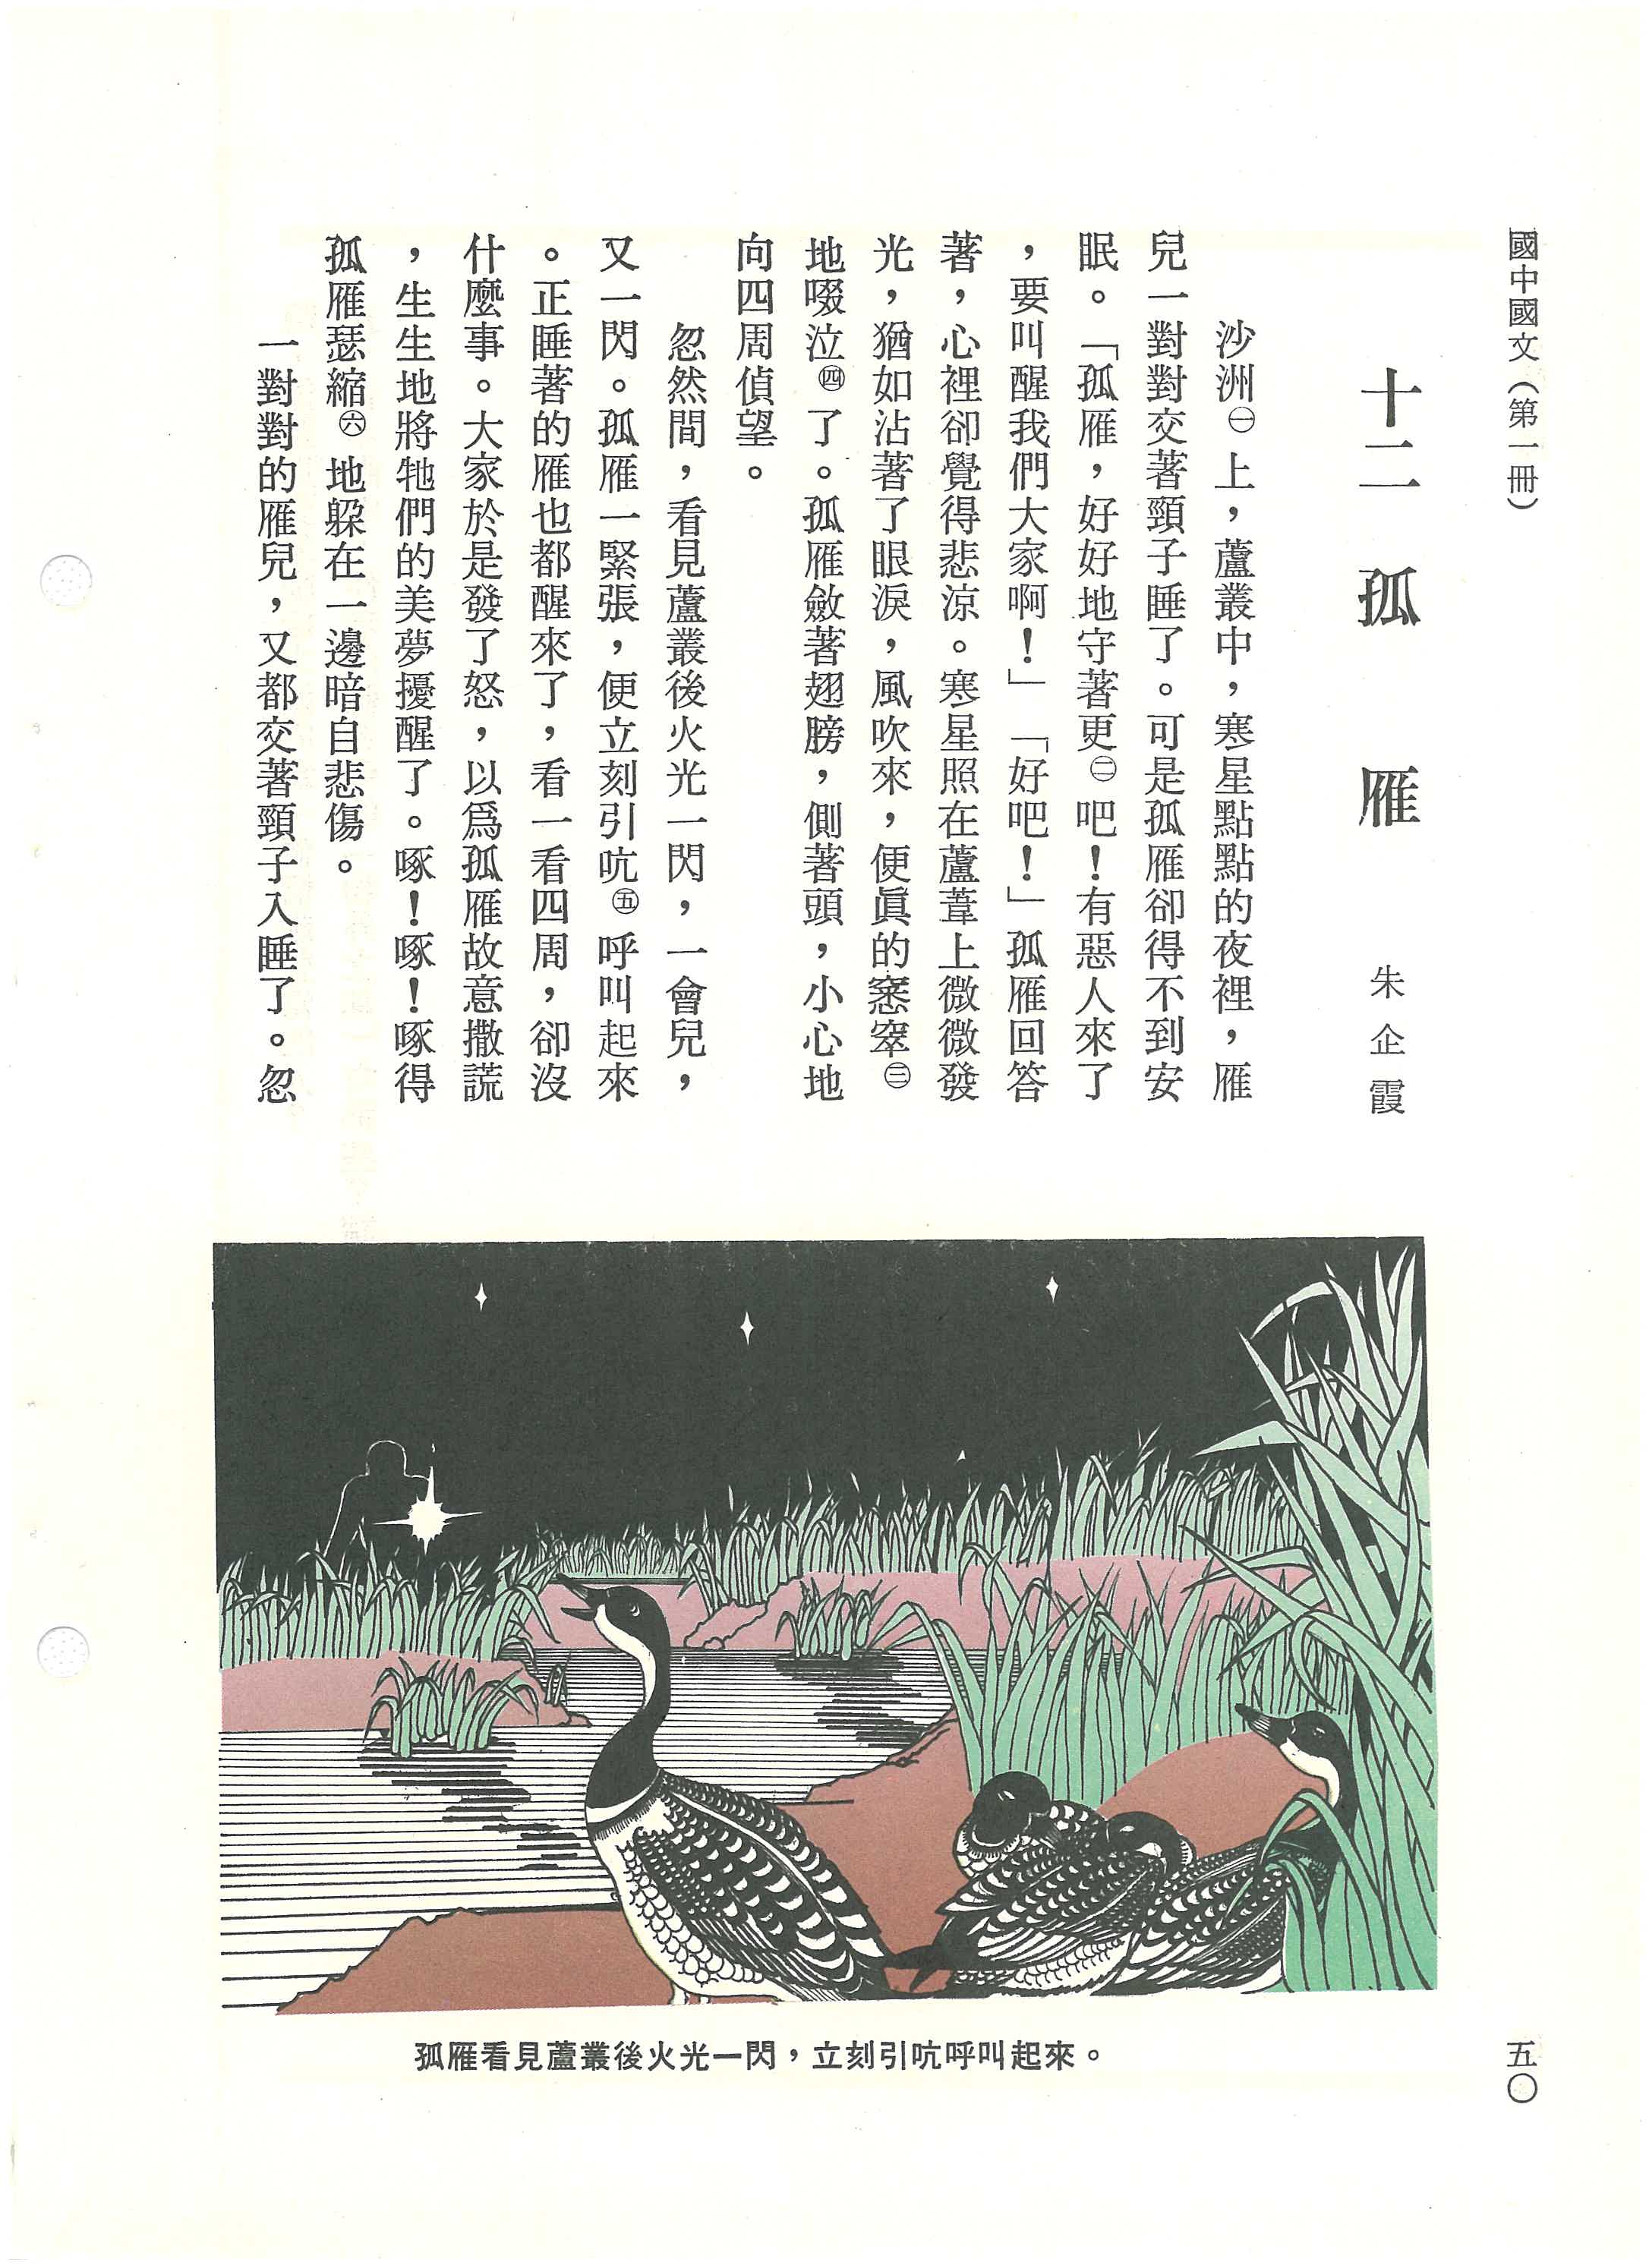 國中國文（第一冊）
十二 孤 雁
朱企霞
沙洲㊀上，蘆叢中，寒星點點的夜裡，雁
兒一對對交著頸子睡了。可是孤雁卻得不到安
眠。「孤雁，好好地守著更㊁吧！有惡人來了
，要叫醒我們大家啊！」「好吧！」孤雁回答
著，心裡卻覺得悲涼。寒星照在蘆葦上微微發
光，猶如沾著了眼淚，風吹來，便真的窸窣㊂
地啜泣㊃了。孤雁斂著翅膀，側著頭，小心地
向四周偵望。
忽然間，看見蘆叢後火光一閃，一會兒，
又一閃。孤雁一緊張，便立刻引吭㊄呼叫起來
。正睡著的雁也都醒來了，看一看四周，卻沒
什麼事。大家於是發了怒，以為孤雁故意撒謊
，生生地將牠們的美夢擾醒了。啄！啄！啄得
孤雁瑟縮㊅地躲在一邊暗自悲傷。
一對對的雁兒，又都交著頸子入睡了。忽
孤雁看見蘆叢後火光一閃，立刻引吭呼叫起來。
五〇